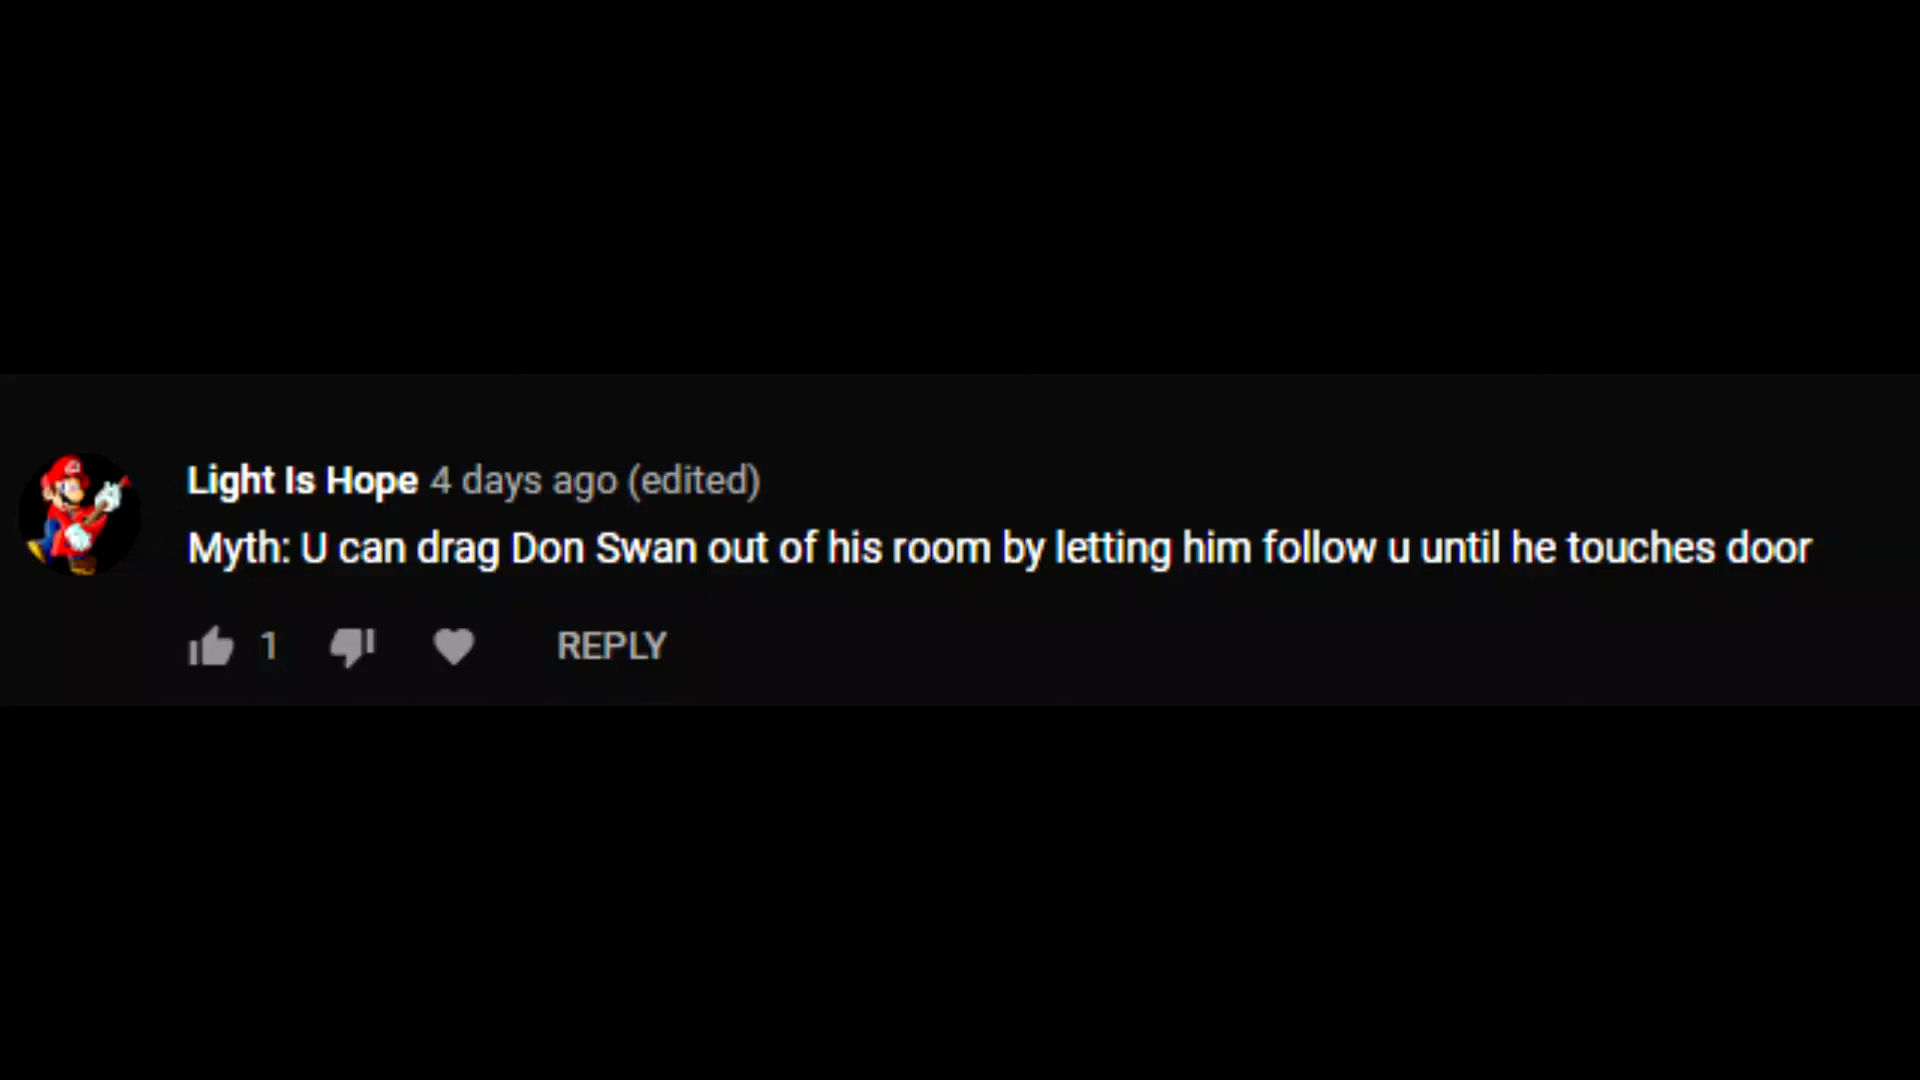 Light Is Hope 4 days ago (edited)
Myth: U can drag Don Swan out of his room by letting him follow u until he touches door
1 REPLY